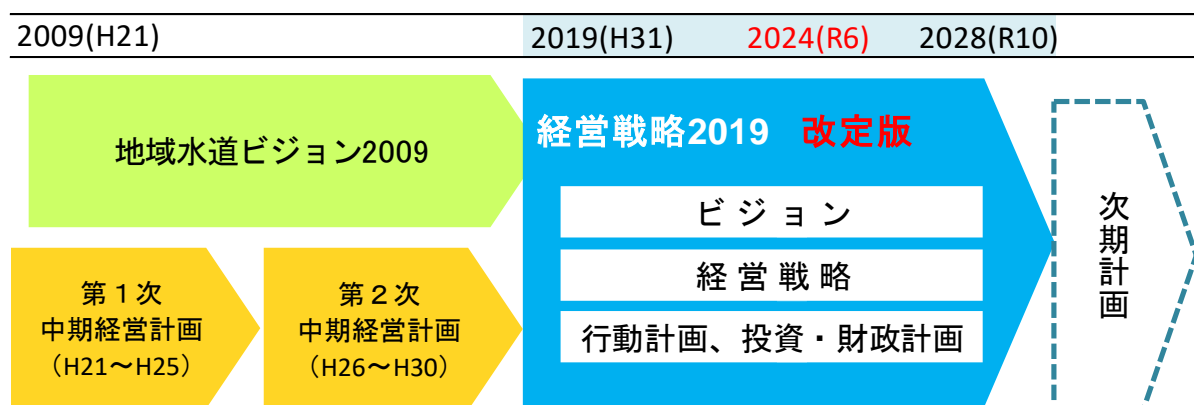 2009(H21)
2019(H31)
2024(R6)
2028(R10)
地域水道ビジョン2009
経営戦略2019 改定版
ビジョン
経営戦略
行動計画、投資・財政計画
第１次
中期経営計画
（H21～H25）
第２次
中期経営計画
（H26～H30）
次期計画